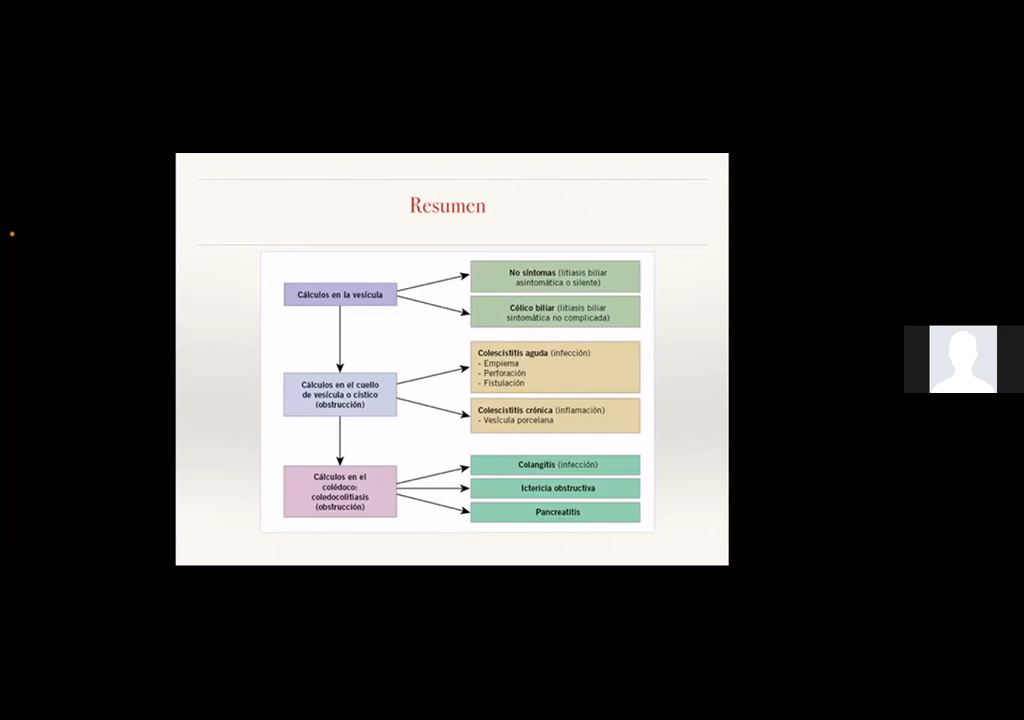 Resumen
Cálculos en la vesícula
No síntomas (litiasis biliar
asintomática o silente)
Cólico biliar (litiasis biliar
sintomática no complicada)
Cálculos en el cuello
de vesícula o cístico
(obstrucción)
Colescistitis aguda (infección)
- Empiema
- Perforación
- Fistulación
Colescistitis crónica (inflamación)
- Vesícula porcelana
Cálculos en el
colédoco:
coledocolitiasis
(obstrucción)
Colangitis (infección)
Ictericia obstructiva
Pancreatitis